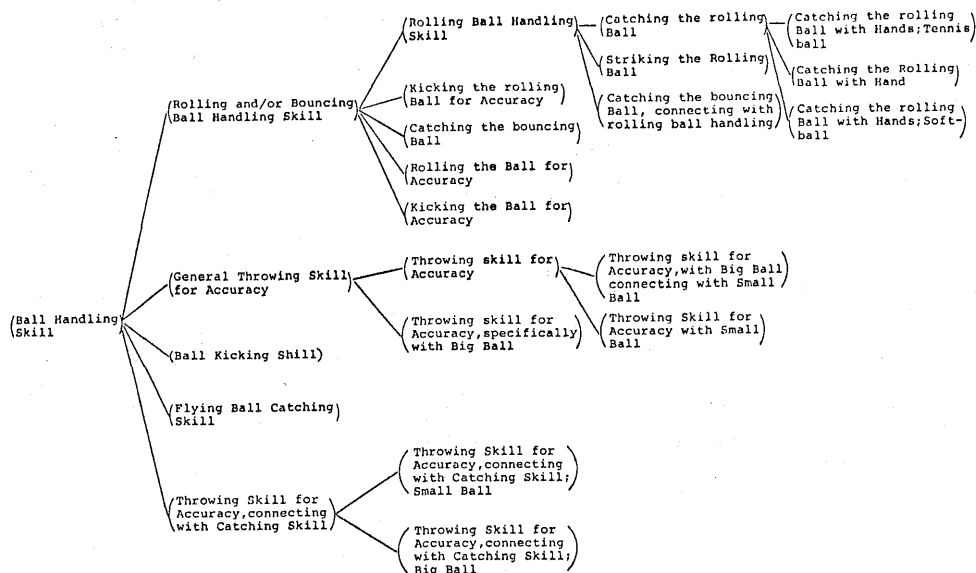 (Rolling Ball Handling
Skill)
(Catching the rolling
Ball)
(Catching the rolling
Ball with Hands;Tennis
ball)
(Striking the Rolling
Ball)
(Catching the Rolling
Ball with Hand)
(Catching the bouncing
Ball, connecting with
rolling ball handling)
(Catching the rolling
Ball with Hands;Soft-
ball)
(Rolling and/or Bouncing
Ball Handling Skill)
(Kicking the rolling
Ball for Accuracy)
(Catching the bouncing
Ball)
(Rolling the Ball for
Accuracy)
(Kicking the Ball for
Accuracy)
(Ball Handling
Skill)
(General Throwing Skill
for Accuracy)
(Throwing skill for
Accuracy)
(Throwing skill for
Accuracy,with Big Ball
connecting with Small
Ball)
(Throwing Skill for
Accuracy with Small
Ball)
(Throwing skill for
Accuracy,specifically
with Big Ball)
(Ball Kicking Shill)
(Flying Ball Catching
Skill)
(Throwing Skill for
Accuracy,connecting
with Catching Skill)
(Throwing Skill for
Accuracy,connecting
with Catching Skill;
Small Ball)
(Throwing Skill for
Accuracy,connecting
with Catching Skill;
Big Ball)